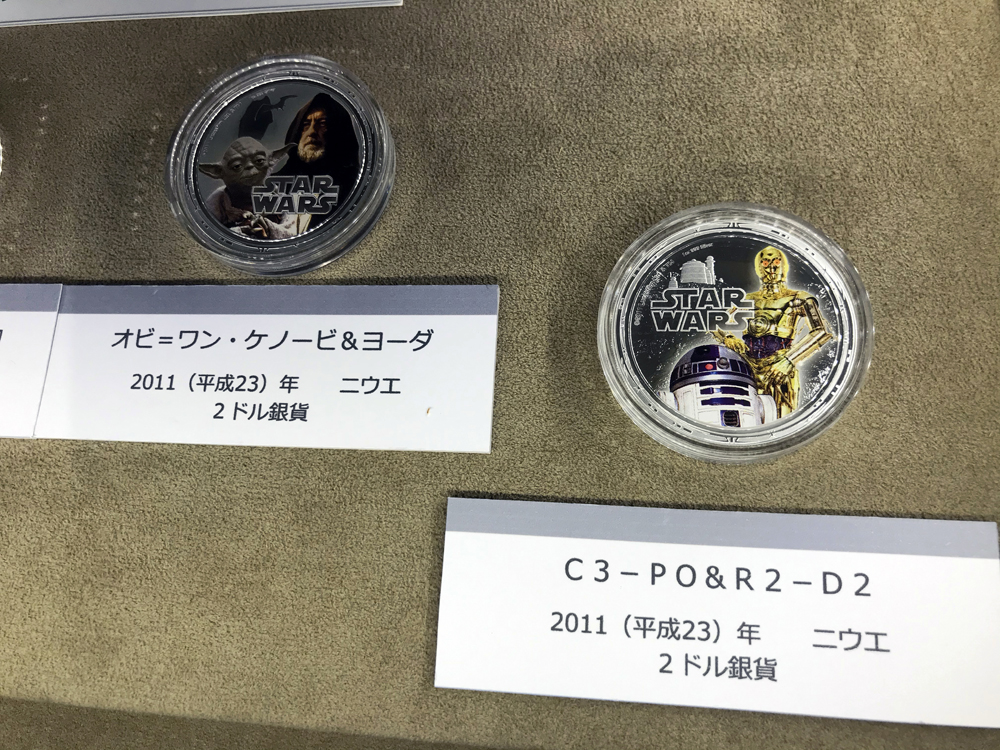 STAR
WARS
オビ=ワン・ケノービ&ヨーダ
2011(平成23)年 ニウエ
2ドル銀貨
STAR
WARS
C3-PO&R2-D2
2011(平成23)年 ニウエ
2ドル銀貨